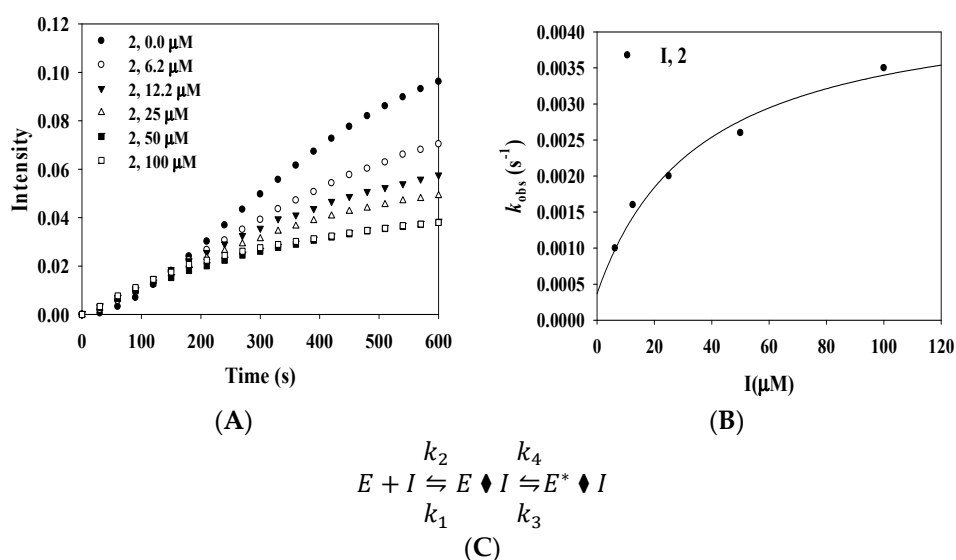 0.12
0.10
0.08
0.06
0.04
0.02
0.00
Intensity
2, 0.0 μM
2, 6.2 μM
2, 12.2 μM
2, 25 μM
2, 50 μM
2, 100 μM
0 100 200 300 400 500 600
Time (s)
(A)
0.0040
0.0035
0.0030
0.0025
0.0020
0.0015
0.0010
0.0005
0.0000
k_obs (s⁻¹)
I, 2
0 20 40 60 80 100 120
I(μM)
(B)
k₂ k₄
E + I ⇋ E ♦ I ⇋ E* ♦ I
k₁ k₃
(C)